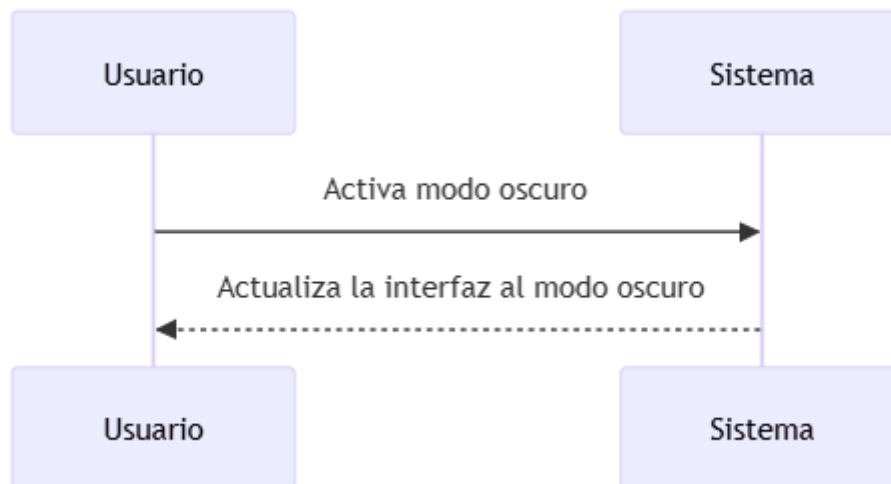 Usuario
Sistema
Activa modo oscuro
Actualiza la interfaz al modo oscuro
Usuario
Sistema